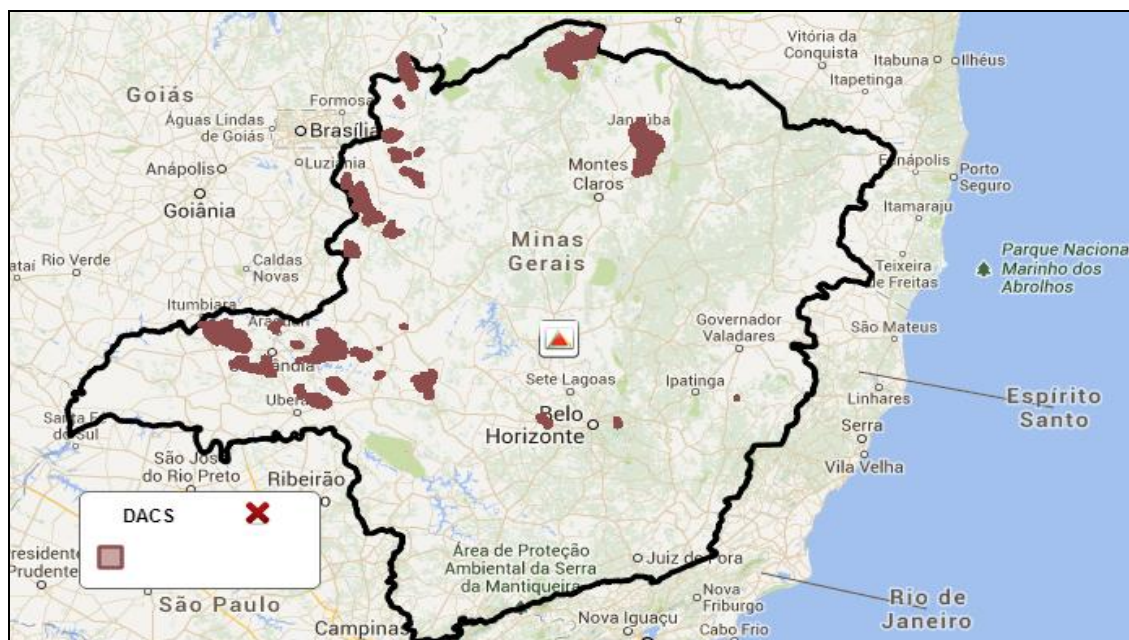 Vitória da
Conquista
Itabuna
Ilhéus
Itapetinga
Goiás
Formosa
Águas Lindas
de Goiás
Brasília
Luziânia
Anápolis
Goiânia
Janaúba
Montes
Claros
Eunápolis
Porto
Seguro
Itamaraju
Minas
Gerais
Parque Naciona
Marinho dos
Abrolhos
Teixeira
de Freitas
Rio Verde
Caldas
Novas
Itumbiara
Governador
Valadares
São Mateus
Sete Lagoas
Ipatinga
Linhares
Espírito
Santo
Belo
Horizonte
Serra
Vila Velha
São José
do Rio Preto
Ribeirão
DACS
Área de Proteção
Ambiental da Serra
da Mantiqueira
Juiz de Fora
residente
Prudente
São Paulo
Campinas
Nova
Friburgo
Rio de
Janeiro
Nova Iguaçu
Cabo Frio